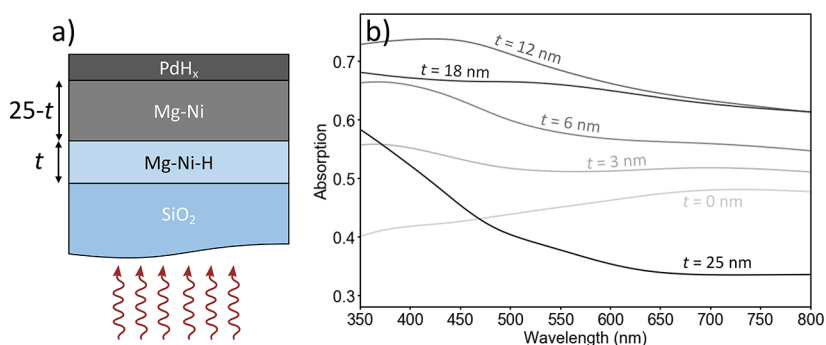 a)
PdHₓ
25-t
Mg-Ni
t
Mg-Ni-H
SiO₂
b)
0.7
0.6
0.5
0.4
0.3
Absorption
t = 12 nm
t = 18 nm
t = 6 nm
t = 3 nm
t = 0 nm
t = 25 nm
350 400 450 500 550 600 650 700 750 800
Wavelength (nm)